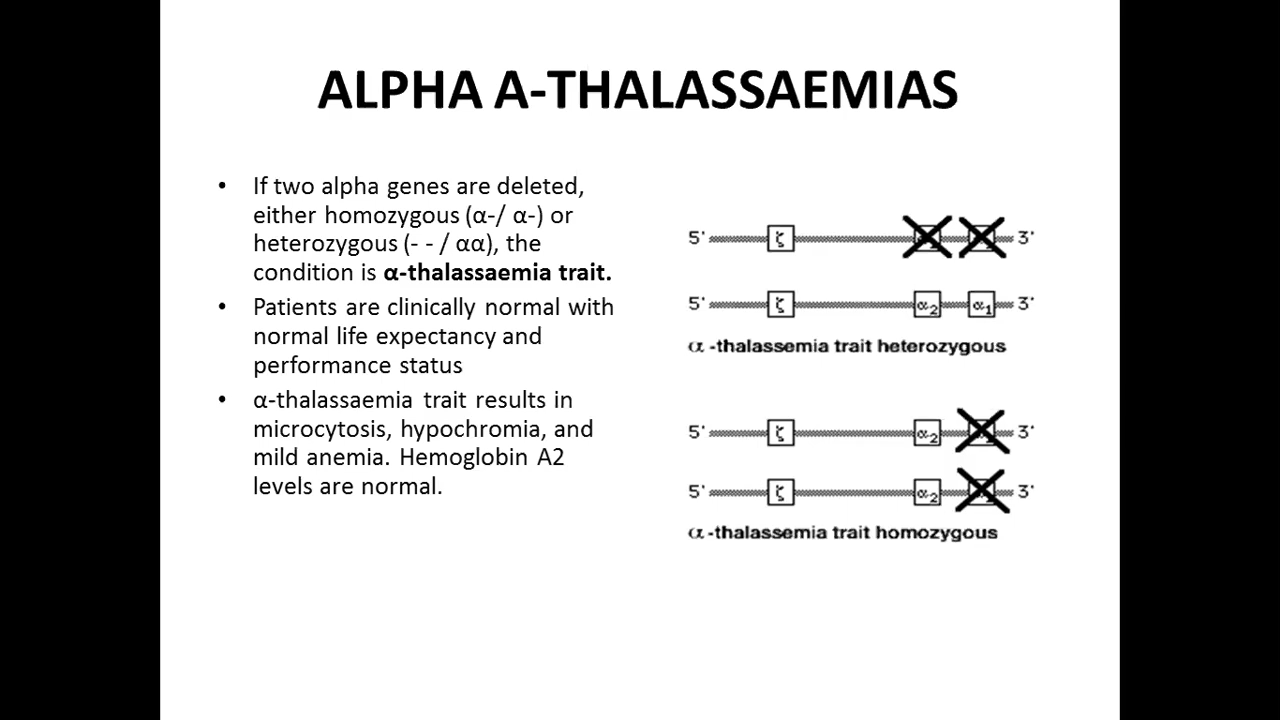 ALPHA A-THALASSAEMIAS
• If two alpha genes are deleted,
either homozygous (α-/ α-) or
heterozygous (- - / αα), the
condition is α-thalassaemia trait.
• Patients are clinically normal with
normal life expectancy and
performance status
• α-thalassaemia trait results in
microcytosis, hypochromia, and
mild anemia. Hemoglobin A2
levels are normal.
5' ζ 3'
5' ζ α2 α1 3'
α -thalassemia trait heterozygous
5' ζ α2 3'
5' ζ α2 3'
α -thalassemia trait homozygous